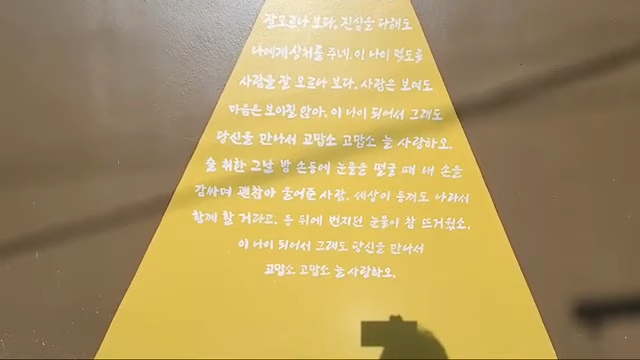 잘모르나 보다. 진심을 다해도
나에게 상처를 주네. 이 나이 먹도록
사람을 잘 모르나 보다. 사람은 보여도
마음은 보이질 않아. 이 나이 되어서 그래도
당신을 만나서 고맙소 고맙소 늘 사랑하오.
술 취한 그날 밤 손등에 눈물을 떨굴 때 내 손을
감싸며 괜찮아 울어준 사람. 세상이 등져도 나라서
함께 할 거라고. 등 뒤에 번지던 눈물이 참 뜨거웠소.
이 나이 되어서 그래도 당신을 만나서
고맙소 고맙소 늘 사랑하오.